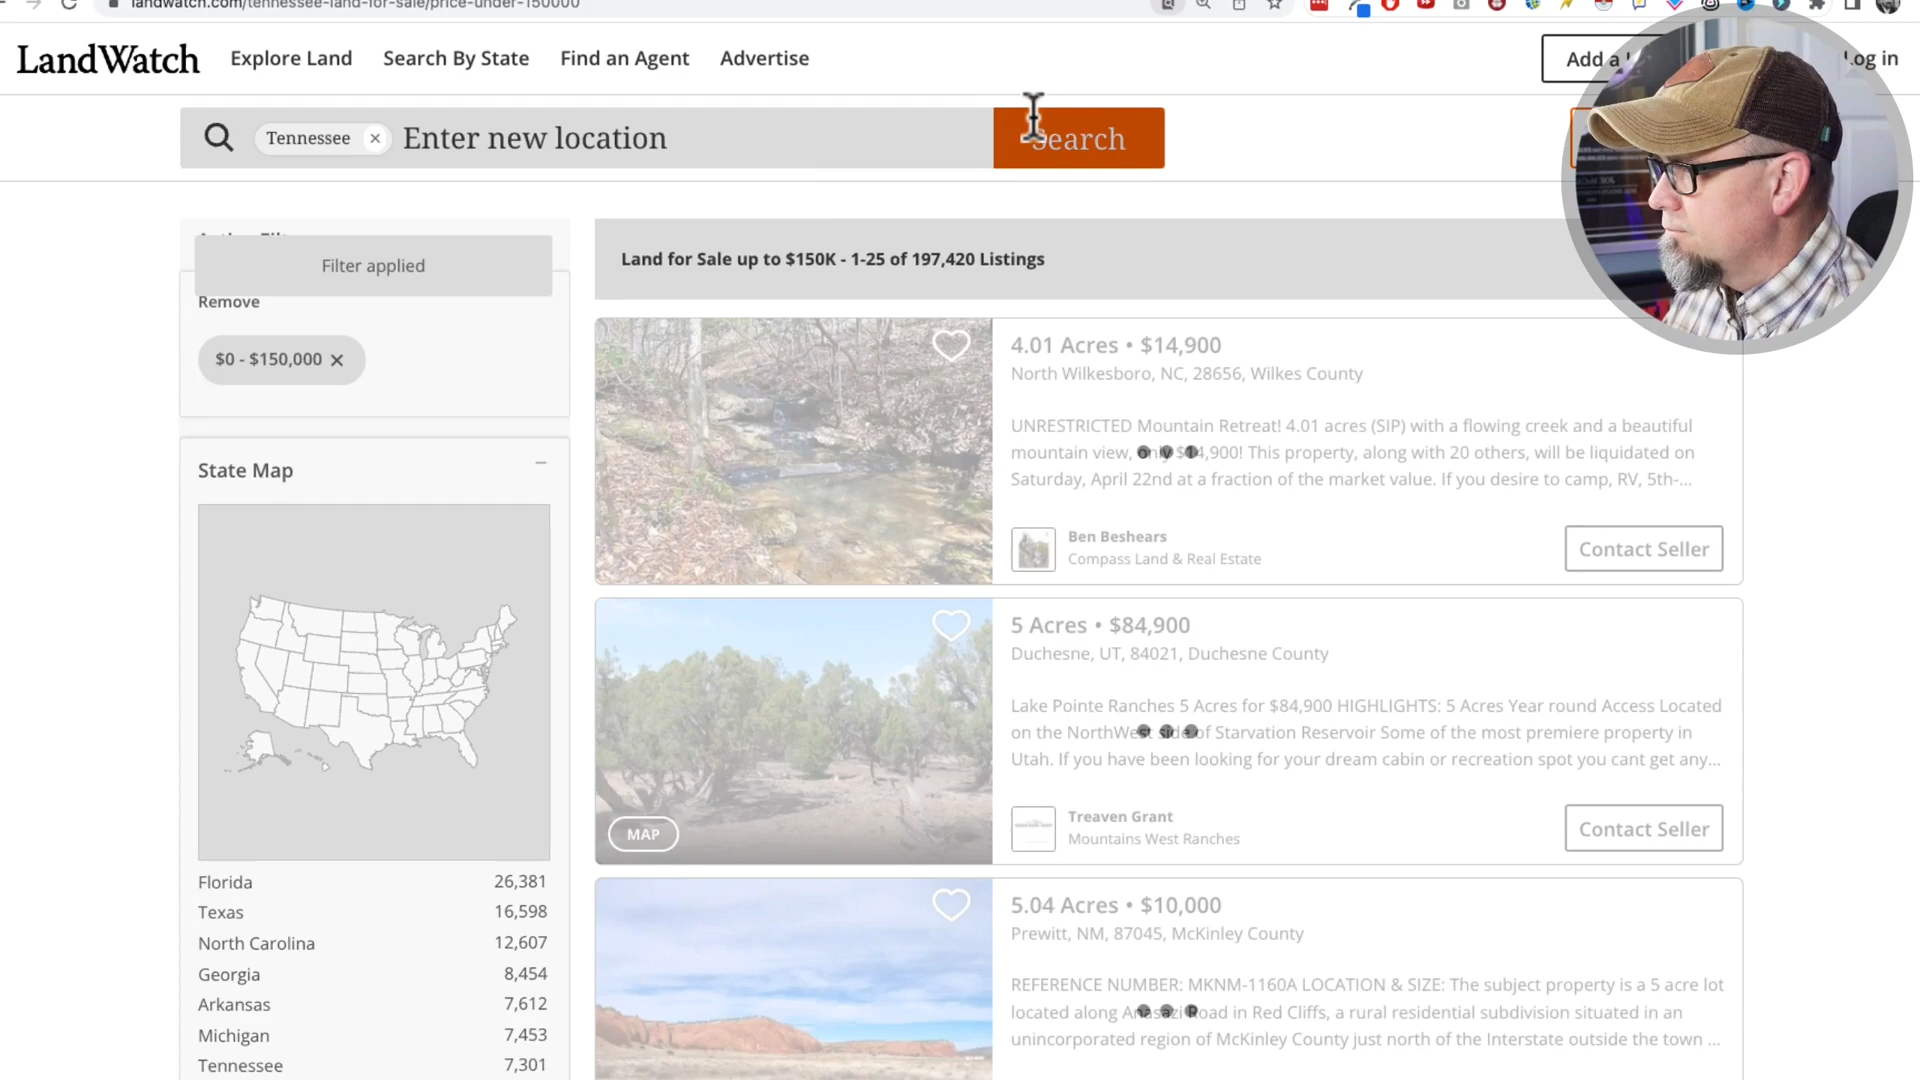 landwatch.com/tennessee-land-for-sale/price-under-150000
LandWatch
Explore Land
Search By State
Find an Agent
Advertise
Add a
Log in
Tennessee
Enter new location
Search
Filter applied
Remove
$0 - $150,000
State Map
Florida 26,381
Texas 16,598
North Carolina 12,607
Georgia 8,454
Arkansas 7,612
Michigan 7,453
Tennessee 7,301
Land for Sale up to $150K - 1-25 of 197,420 Listings
4.01 Acres • $14,900
North Wilkesboro, NC, 28656, Wilkes County
UNRESTRICTED Mountain Retreat! 4.01 acres (SIP) with a flowing creek and a beautiful
mountain view, only $14,900! This property, along with 20 others, will be liquidated on
Saturday, April 22nd at a fraction of the market value. If you desire to camp, RV, 5th-...
Ben Beshears
Compass Land & Real Estate
Contact Seller
MAP
5 Acres • $84,900
Duchesne, UT, 84021, Duchesne County
Lake Pointe Ranches 5 Acres for $84,900 HIGHLIGHTS: 5 Acres Year round Access Located
on the NorthWest side of Starvation Reservoir Some of the most premiere property in
Utah. If you have been looking for your dream cabin or recreation spot you cant get any...
Treaven Grant
Mountains West Ranches
Contact Seller
5.04 Acres • $10,000
Prewitt, NM, 87045, McKinley County
REFERENCE NUMBER: MKNM-1160A LOCATION & SIZE: The subject property is a 5 acre lot
located along Anasazi Road in Red Cliffs, a rural residential subdivision situated in an
unincorporated region of McKinley County just north of the Interstate outside the town ...